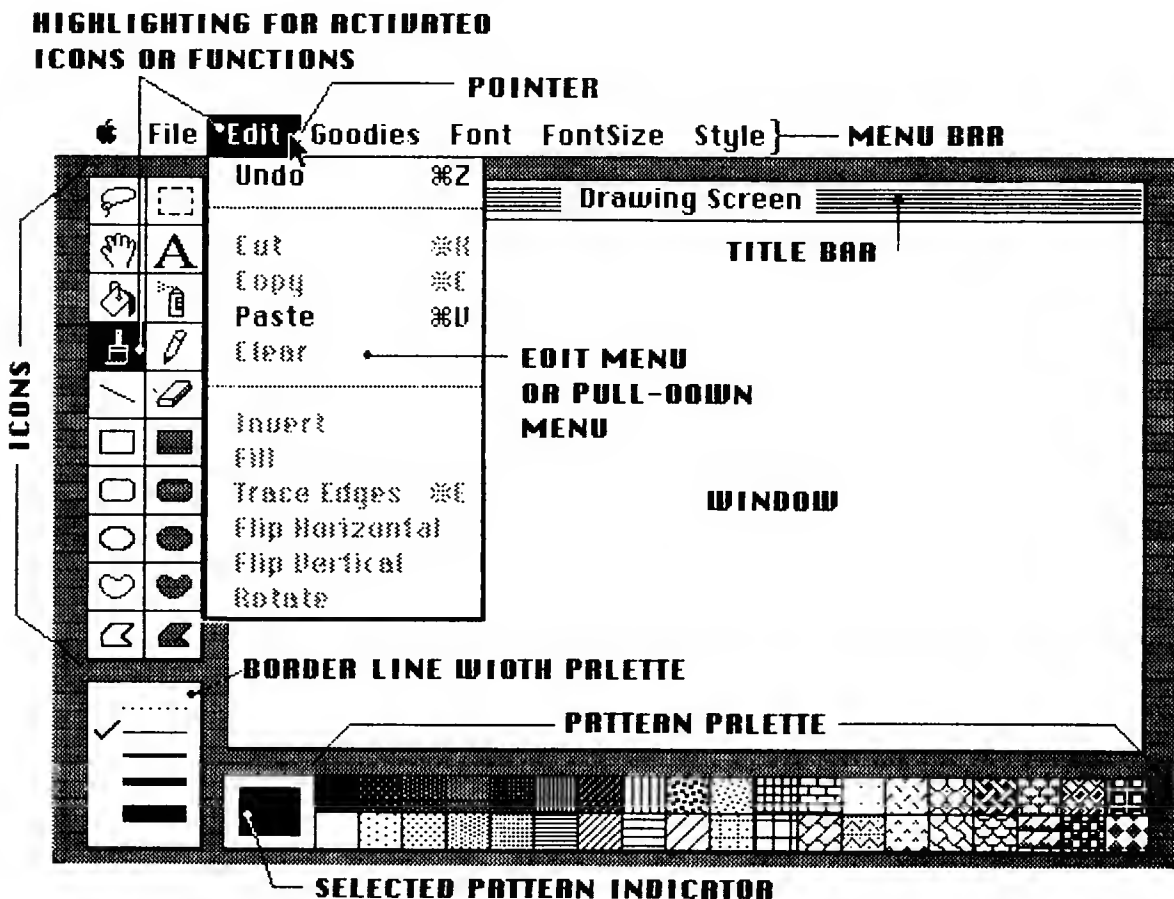 HIGHLIGHTING FOR ACTIVATED
ICONS OR FUNCTIONS
POINTER
File Edit Goodies Font FontSize Style } MENU BAR
Undo ⌘Z
Drawing Screen
TITLE BAR
Cut ⌘X
Copy ⌘C
Paste ⌘V
Clear
EDIT MENU
OR PULL-DOWN
MENU
ICONS
Invert
Fill
Trace Edges ⌘E
Flip Horizontal
Flip Vertical
Rotate
WINDOW
A
BORDER LINE WIDTH PALETTE
PATTERN PALETTE
SELECTED PATTERN INDICATOR